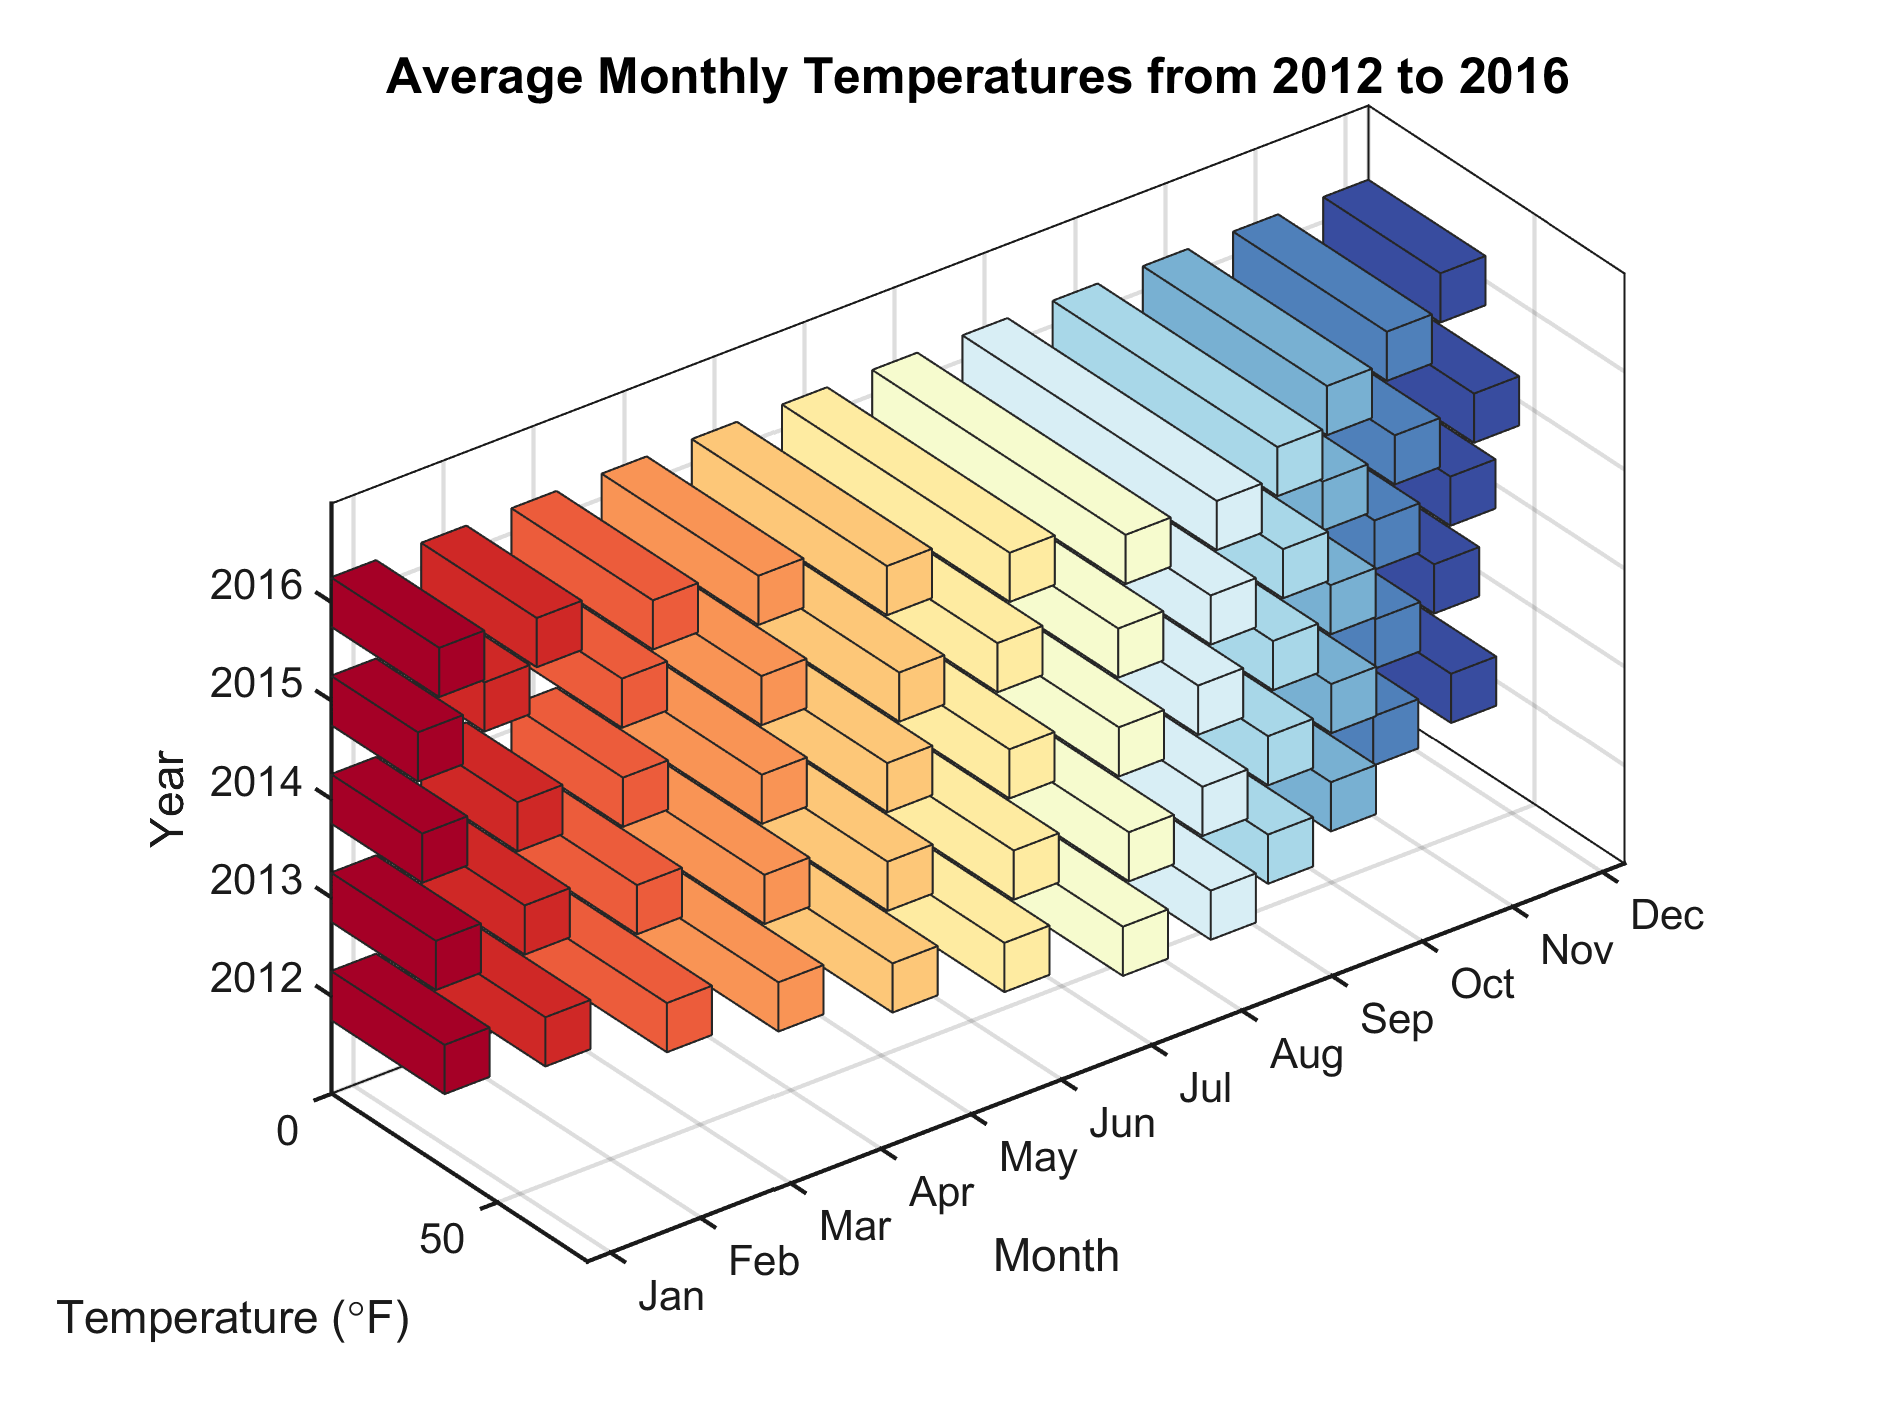 Average Monthly Temperatures from 2012 to 2016
2016
2015
2014
2013
2012
Year
0
50
Temperature (°F)
Jan
Feb
Mar
Apr
May
Jun
Jul
Aug
Sep
Oct
Nov
Dec
Month